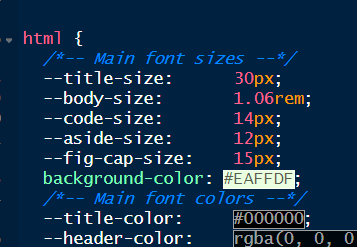 html {
/*-- Main font sizes --*/
--title-size: 30px;
--body-size: 1.06rem;
--code-size: 14px;
--aside-size: 12px;
--fig-cap-size: 15px;
background-color: #EAFFDF;
/*-- Main font colors --*/
--title-color: #000000;
--header-color: rgba(0, 0, 0